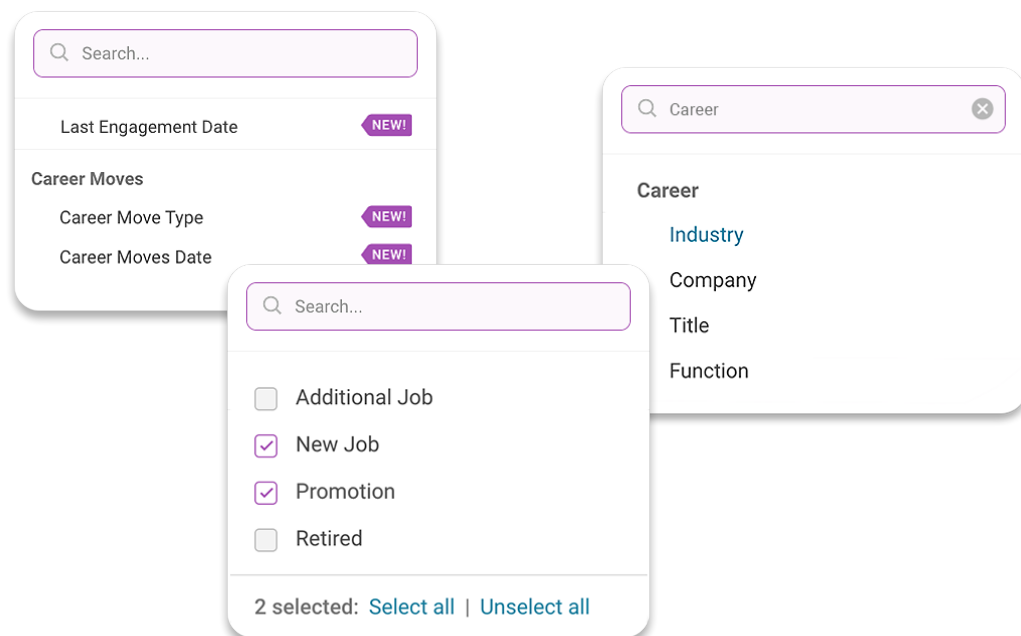 Search...
Last Engagement Date NEW!
Career Moves
Career Move Type NEW!
Career Moves Date NEW!
Career
Career
Industry
Company
Title
Function
Search...
Additional Job
New Job
Promotion
Retired
2 selected: Select all | Unselect all